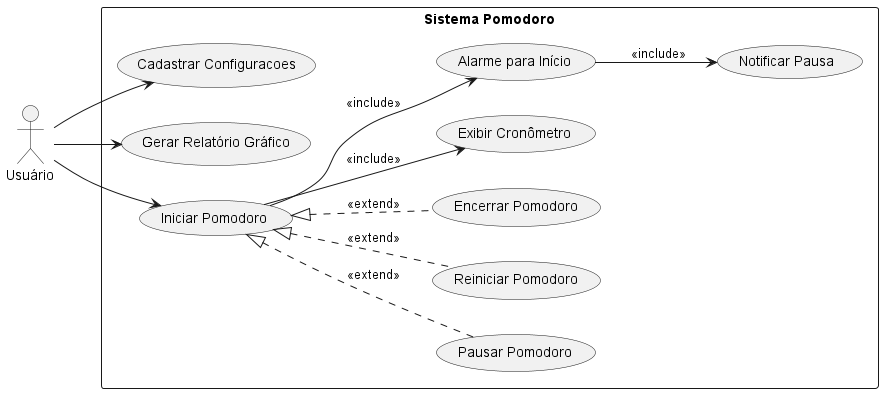 Sistema Pomodoro
Cadastrar Configuracoes
Alarme para Início
«include»
Notificar Pausa
«include»
Exibir Cronômetro
Gerar Relatório Gráfico
«include»
Usuário
Iniciar Pomodoro
«extend»
Encerrar Pomodoro
«extend»
Reiniciar Pomodoro
«extend»
Pausar Pomodoro